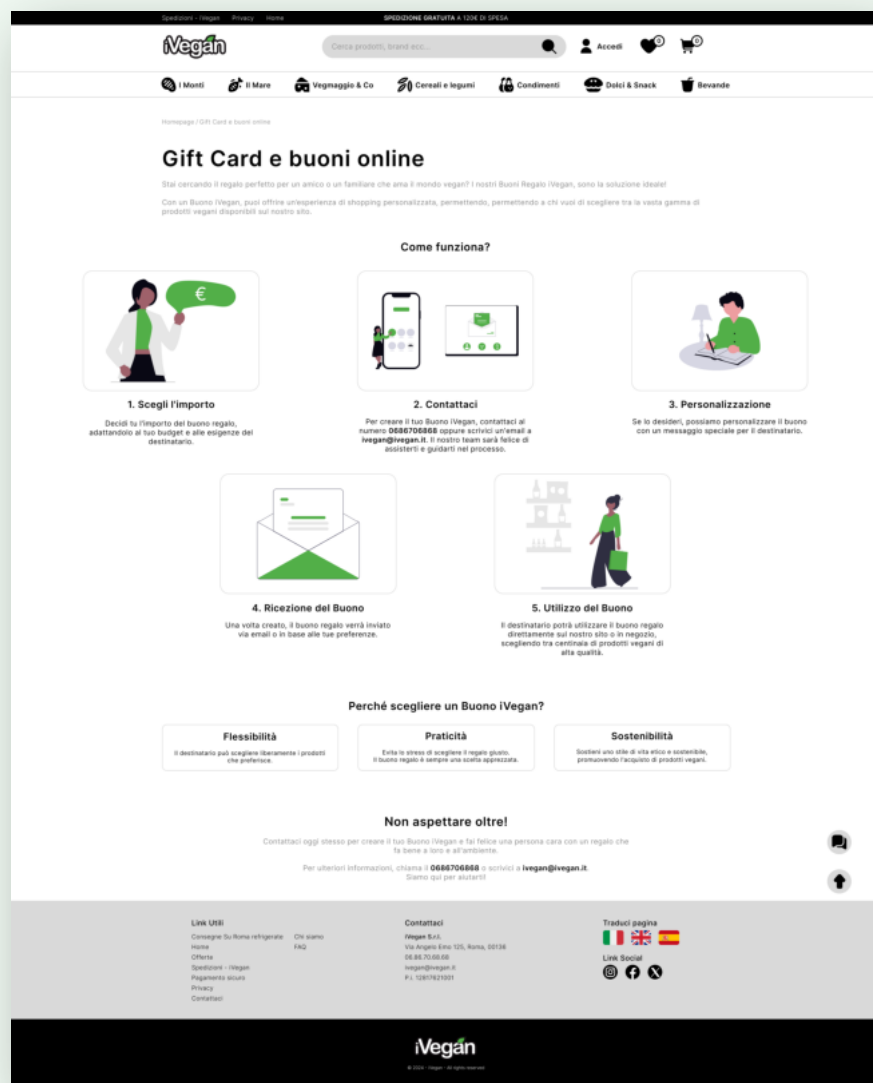 Spedizioni - iVegan Privacy Home SPEDIZIONE GRATUITA A 120€ DI SPESA
iVegan
Cerca prodotti, brand ecc...
Accedi 0 0
I Monti Il Mare Vegmaggio & Co Cereali e legumi Condimenti Dolci & Snack Bevande
Homepage / Gift Card e buoni online
Gift Card e buoni online
Stai cercando il regalo perfetto per un amico o un familiare che ama il mondo vegan? I nostri Buoni Regalo iVegan, sono la soluzione ideale!
Con un Buono iVegan, puoi offrire un'esperienza di shopping personalizzata, permettendo, permettendo a chi vuoi di scegliere tra la vasta gamma di
prodotti vegani disponibili sul nostro sito.
Come funziona?
€
1. Scegli l'importo
Decidi tu l'importo del buono regalo,
adattandolo al tuo budget e alle esigenze del
destinatario.
2. Contattaci
Per creare il tuo Buono iVegan, contattaci al
numero 0686706868 oppure scrivici un'email a
ivegan@ivegan.it. Il nostro team sarà felice di
assisterti e guidarti nel processo.
3. Personalizzazione
Se lo desideri, possiamo personalizzare il buono
con un messaggio speciale per il destinatario.
4. Ricezione del Buono
Una volta creato, il buono regalo verrà inviato
via email o in base alle tue preferenze.
5. Utilizzo del Buono
Il destinatario potrà utilizzare il buono regalo
direttamente sul nostro sito o in negozio,
scegliendo tra centinaia di prodotti vegani di
alta qualità.
Perché scegliere un Buono iVegan?
Flessibilità
Il destinatario può scegliere liberamente i prodotti
che preferisce.
Praticità
Evita lo stress di scegliere il regalo giusto.
Il buono regalo è sempre una scelta apprezzata.
Sostenibilità
Sostieni uno stile di vita etico e sostenibile,
promuovendo l'acquisto di prodotti vegani.
Non aspettare oltre!
Contattaci oggi stesso per creare il tuo Buono iVegan e fai felice una persona cara con un regalo che
fa bene a loro e all'ambiente.
Per ulteriori informazioni, chiama il 0686706868 o scrivici a ivegan@ivegan.it.
Siamo qui per aiutarti!
Link Utili
Consegne Su Roma refrigerate
Home
Offerte
Spedizioni - iVegan
Pagamento sicuro
Privacy
Contattaci
Chi siamo
FAQ
Contattaci
iVegan S.r.l.
Via Angelo Emo 125, Roma, 00136
06.86.70.68.68
ivegan@ivegan.it
P.I. 12817621001
Traduci pagina
Link Social
iVegan
© 2024 - iVegan - All rights reserved